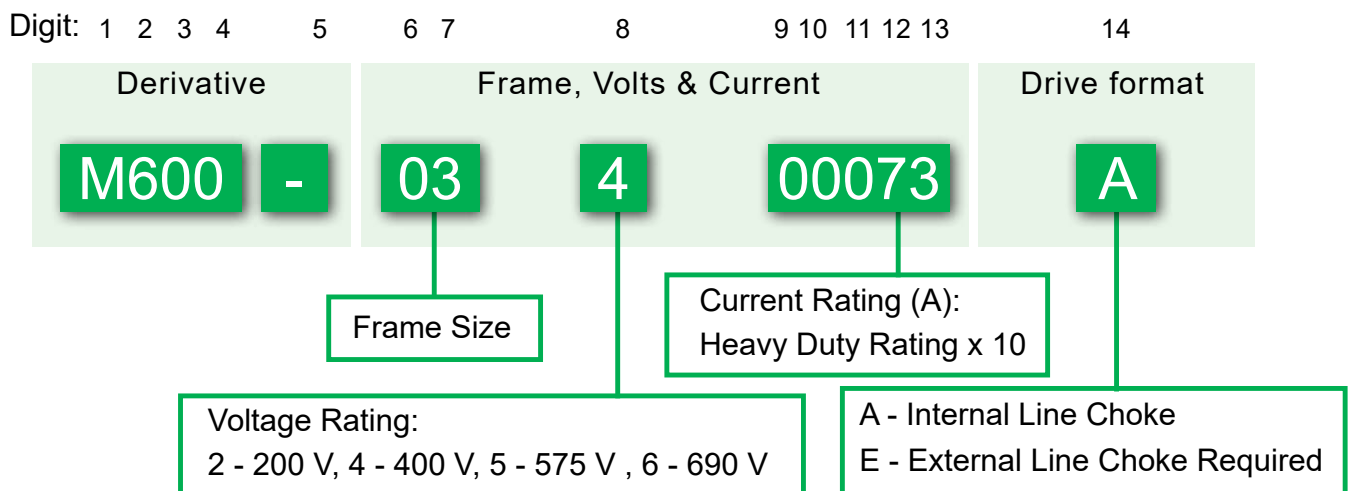 Digit: 1 2 3 4 5 6 7 8 9 10 11 12 13 14
Derivative Frame, Volts & Current Drive format
M600 - 03 4 00073 A
Frame Size
Current Rating (A):
Heavy Duty Rating x 10
Voltage Rating:
2 - 200 V, 4 - 400 V, 5 - 575 V , 6 - 690 V
A - Internal Line Choke
E - External Line Choke Required